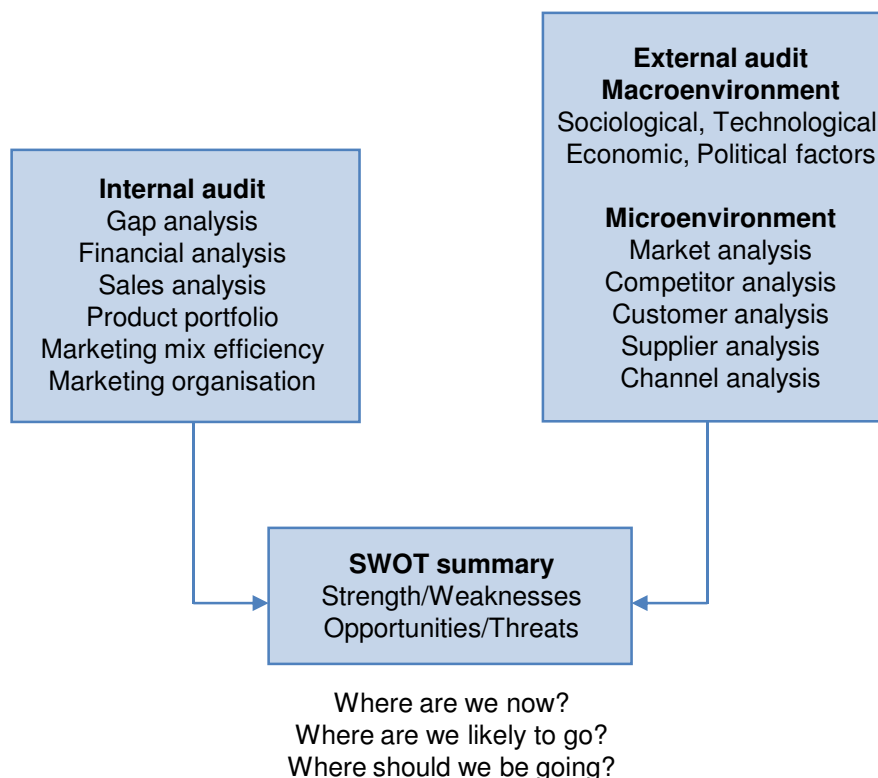 Internal audit
Gap analysis
Financial analysis
Sales analysis
Product portfolio
Marketing mix efficiency
Marketing organisation
External audit
Macroenvironment
Sociological, Technological
Economic, Political factors
Microenvironment
Market analysis
Competitor analysis
Customer analysis
Supplier analysis
Channel analysis
SWOT summary
Strength/Weaknesses
Opportunities/Threats
Where are we now?
Where are we likely to go?
Where should we be going?